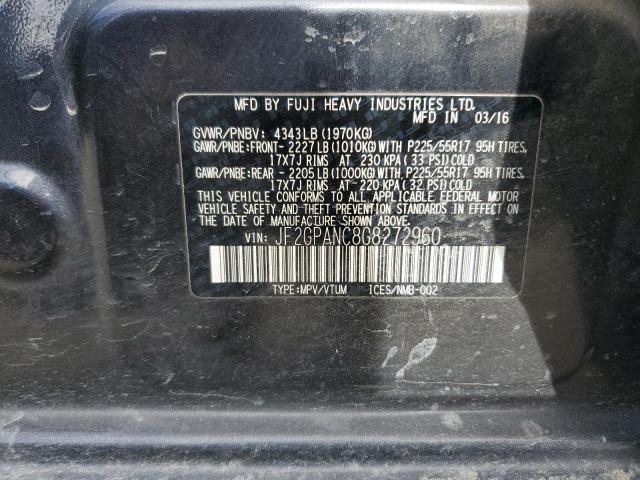 MFD BY FUJI HEAVY INDUSTRIES LTD.
MFD IN 03/16
GVWR/PNBV: 4343LB(1970KG)
GAWR/PNBE:FRONT- 2227LB(1010KG)WITH P225/55R17 95H TIRES,
17X7J RIMS AT 230 KPA(33 PSI)COLD
GAWR/PNBE:REAR - 2205LB(1000KG)WITH P225/55R17 95H TIRES,
17X7J RIMS AT 220 KPA(32 PSI)COLD
THIS VEHICLE CONFORMS TO ALL APPLICABLE FEDERAL MOTOR
VEHICLE SAFETY AND THEFT PREVENTION STANDARDS IN EFFECT ON
THE DATE OF MANUFACTURE SHOWN ABOVE.
VIN: JF2GPANC8G8272960
TYPE:MPV/VTUM ICES/NMB-002